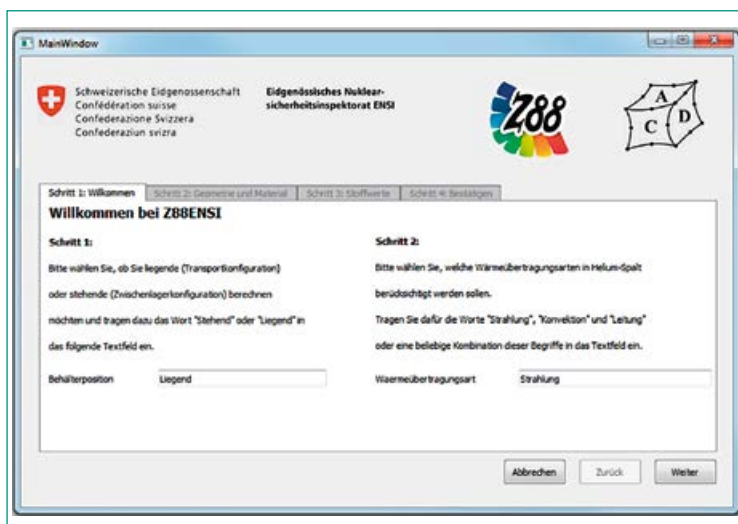 MainWindow
Schweizerische Eidgenossenschaft
Confédération suisse
Confederazione Svizzera
Confederaziun svizra
Eidgenössisches Nuklear-
sicherheitsinspektorat ENSI
Z88
A
C
D
Schritt 1: Willkommen
Schritt 2: Geometrie und Material
Schritt 3: Stoffwerte
Schritt 4: Bestätigen
Willkommen bei Z88ENSI
Schritt 1:
Bitte wählen Sie, ob Sie liegende (Transportkonfiguration)
oder stehende (Zwischenlagerkonfiguration) berechnen
möchten und tragen dazu das Wort "Stehend" oder "Liegend" in
das folgende Textfeld ein.
Behälterposition
Liegend
Schritt 2:
Bitte wählen Sie, welche Wärmeübertragungsarten in Helium-Spalt
berücksichtigt werden sollen.
Tragen Sie dafür die Worte "Strahlung", "Konvektion" und "Leitung"
oder eine beliebige Kombination dieser Begriffe in das Textfeld ein.
Waermeübertragungsart
Strahlung
Abbrechen
Zurück
Weiter